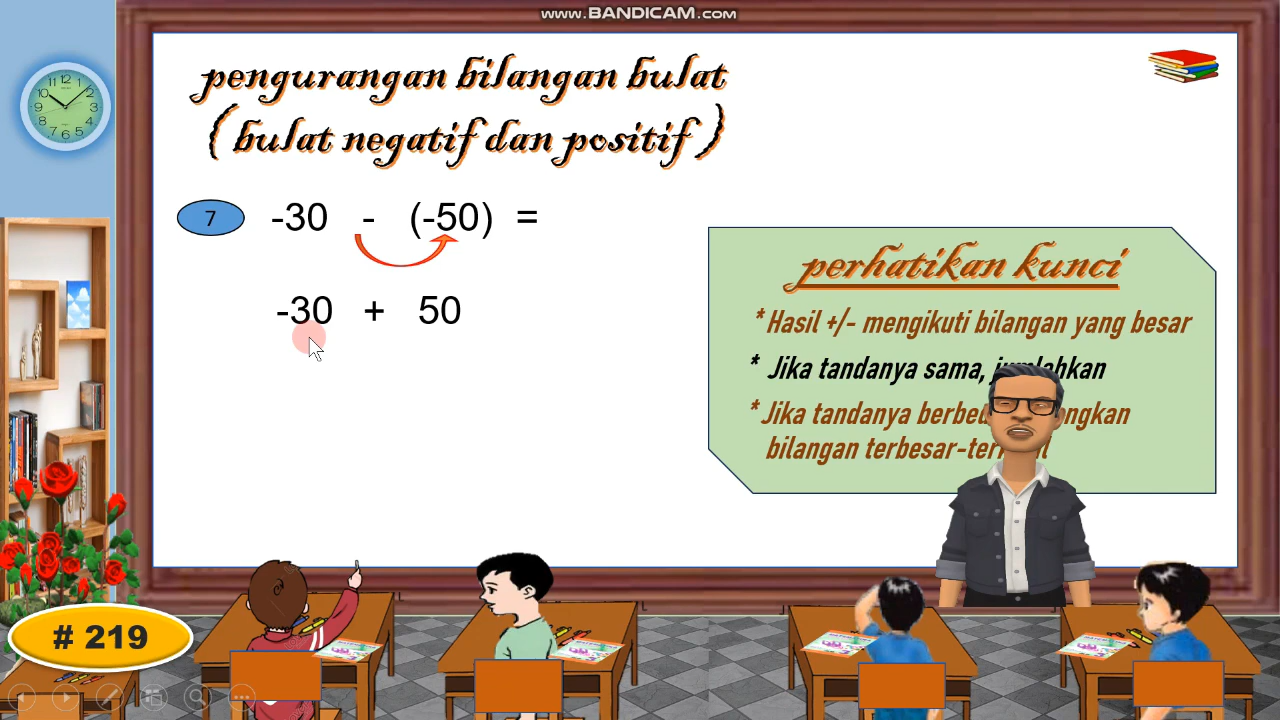 www.BANDICAM.com
pengurangan bilangan bulat
( bulat negatif dan positif )
7 -30 - (-50) =
-30 + 50
perhatikan kunci
* Hasil +/- mengikuti bilangan yang besar
* Jika tandanya sama,
* Jika tandanya
bilangan
# 219